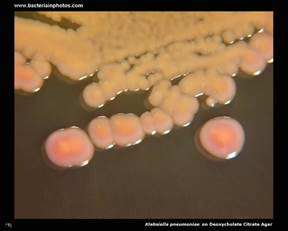 www.bacteriainphotos.com
Klebsiella pneumoniae on Deoxycholate Citrate Agar